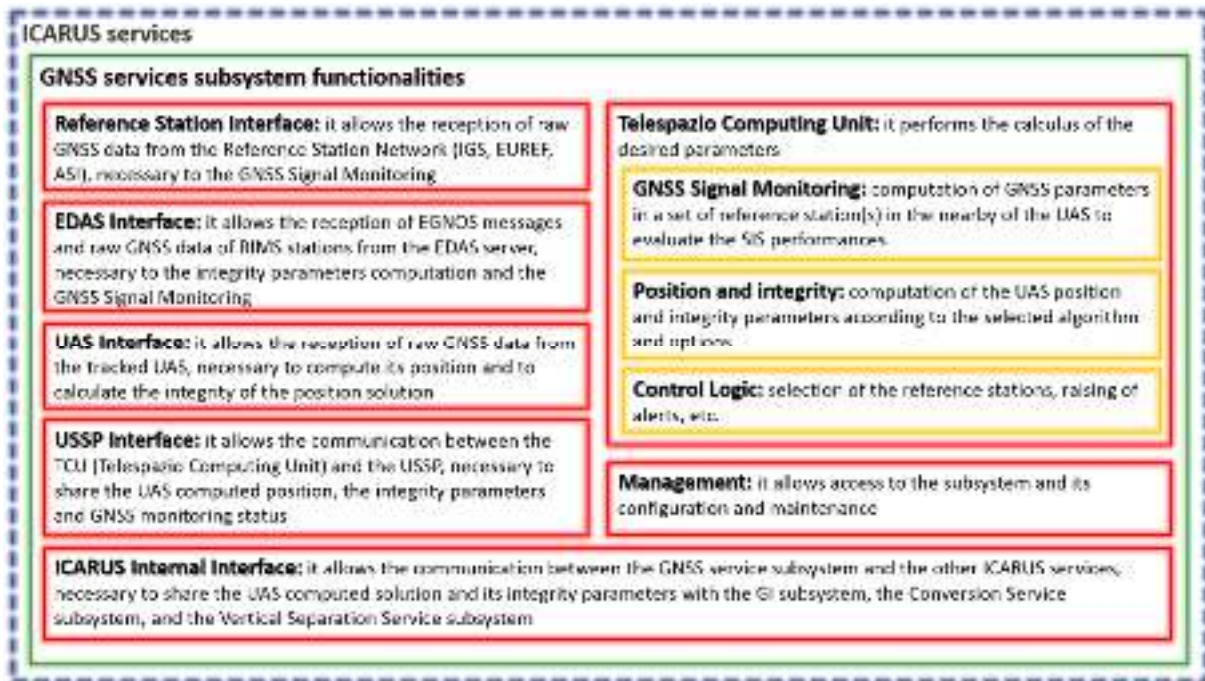 ICARUS services
GNSS services subsystem functionalities
Reference Station Interface: it allows the reception of raw
GNSS data from the Reference Station Network (IGS, EUREF,
ASI), necessary to the GNSS Signal Monitoring
EDAS Interface: it allows the reception of EGNOS messages
and raw GNSS data of RIMS stations from the EDAS server,
necessary to the integrity parameters computation and the
GNSS Signal Monitoring
UAS Interface: it allows the reception of raw GNSS data from
the tracked UAS, necessary to compute its position and to
calculate the integrity of the position solution
USSP Interface: it allows the communication between the
TCU (Telespazio Computing Unit) and the USSP, necessary to
share the UAS computed position, the integrity parameters
and GNSS monitoring status
Telespazio Computing Unit: it performs the calculus of the
desired parameters
GNSS Signal Monitoring: computation of GNSS parameters
in a set of reference station(s) in the nearby of the UAS to
evaluate the SIS performances
Position and integrity: computation of the UAS position
and integrity parameters according to the selected algorithm
and options
Control Logic: selection of the reference stations, raising of
alerts, etc.
Management: it allows access to the subsystem and its
configuration and maintenance
ICARUS Internal Interface: it allows the communication between the GNSS service subsystem and the other ICARUS services,
necessary to share the UAS computed solution and its integrity parameters with the GI subsystem, the Conversion Service
subsystem, and the Vertical Separation Service subsystem